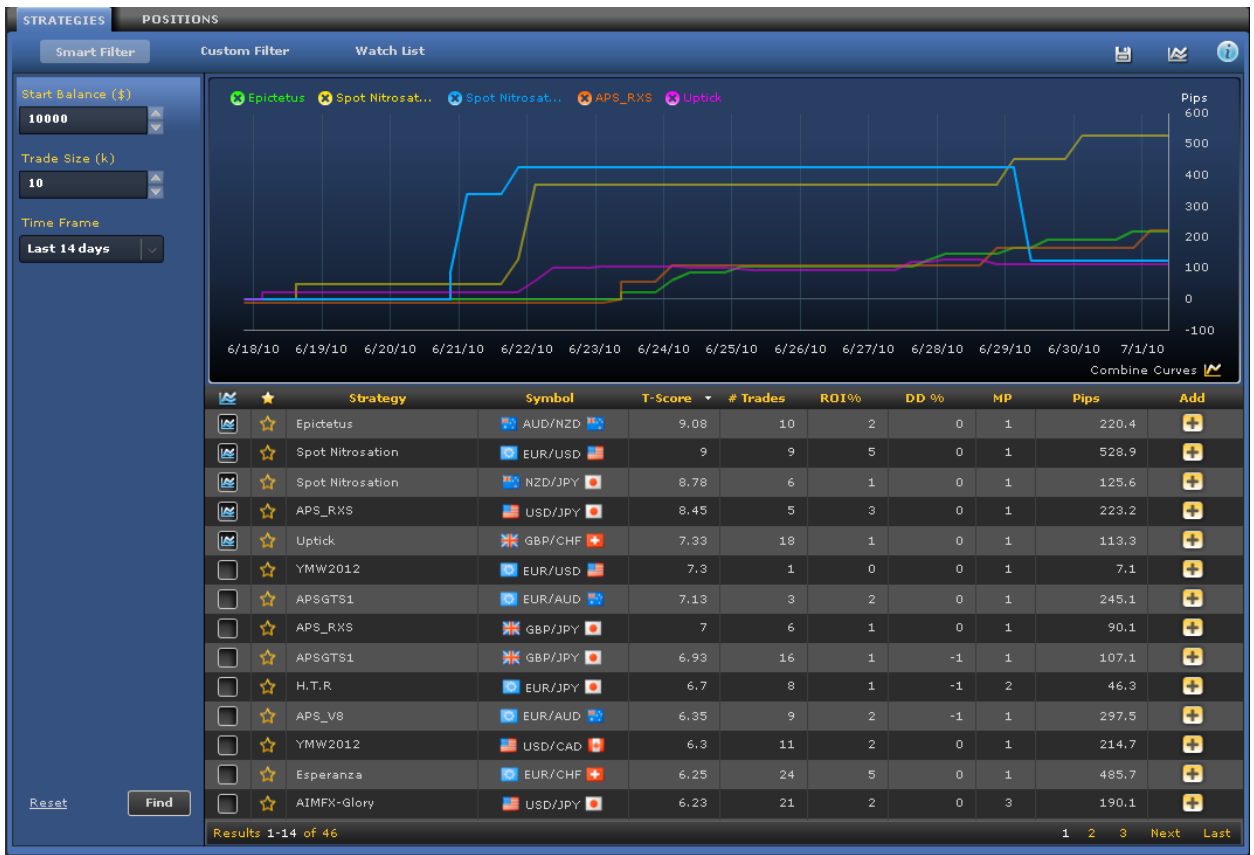 STRATEGIES POSITIONS
Smart Filter Custom Filter Watch List
Start Balance ($)
10000
Trade Size (k)
10
Time Frame
Last 14 days
Reset Find
Epictetus Spot Nitrosat... Spot Nitrosat... APS_RXS Uptick
Pips
600
500
400
300
200
100
0
-100
6/18/10 6/19/10 6/20/10 6/21/10 6/22/10 6/23/10 6/24/10 6/25/10 6/26/10 6/27/10 6/28/10 6/29/10 6/30/10 7/1/10
Combine Curves
Strategy Symbol T-Score # Trades ROI% DD % MP Pips Add
Epictetus AUD/NZD 9.08 10 2 0 1 220.4
Spot Nitrosation EUR/USD 9 9 5 0 1 528.9
Spot Nitrosation NZD/JPY 8.78 6 1 0 1 125.6
APS_RXS USD/JPY 8.45 5 3 0 1 223.2
Uptick GBP/CHF 7.33 18 1 0 1 113.3
YMW2012 EUR/USD 7.3 1 0 0 1 7.1
APSGTS1 EUR/AUD 7.13 3 2 0 1 245.1
APS_RXS GBP/JPY 7 6 1 0 1 90.1
APSGTS1 GBP/JPY 6.93 16 1 -1 1 107.1
H.T.R EUR/JPY 6.7 8 1 -1 2 46.3
APS_V8 EUR/AUD 6.35 9 2 -1 1 297.5
YMW2012 USD/CAD 6.3 11 2 0 1 214.7
Esperanza EUR/CHF 6.25 24 5 0 1 485.7
AIMFX-Glory USD/JPY 6.23 21 2 0 3 190.1
Results 1-14 of 46 1 2 3 Next Last